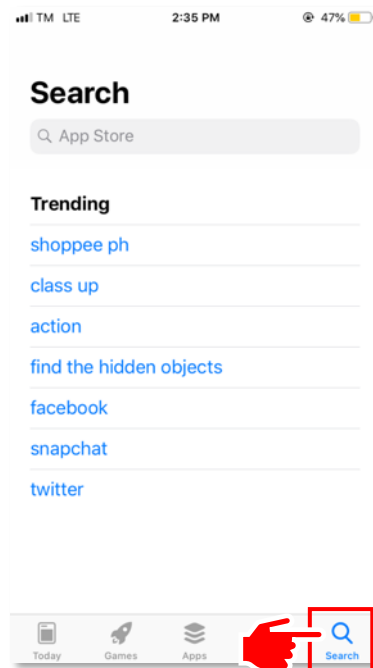 TM LTE 2:35 PM 47%
Search
App Store
Trending
shoppee ph
class up
action
find the hidden objects
facebook
snapchat
twitter
Today Games Apps Search